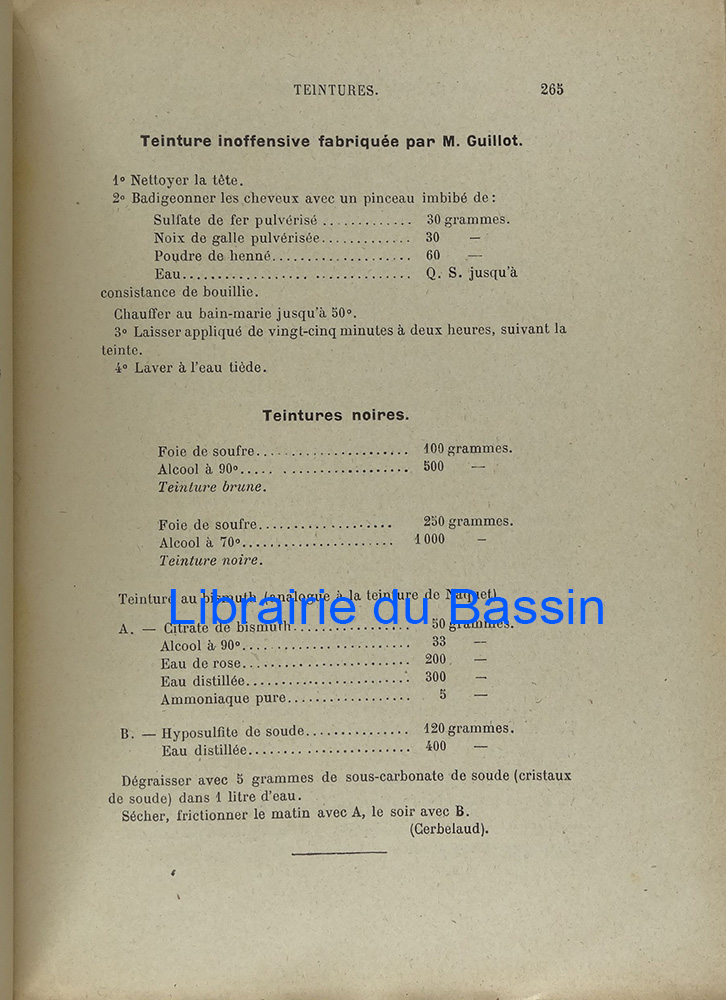 TEINTURES. 265
Teinture inoffensive fabriquée par M. Guillot.
1° Nettoyer la tête.
2° Badigeonner les cheveux avec un pinceau imbibé de :
Sulfate de fer pulvérisé ............. 30 grammes.
Noix de galle pulvérisée............. 30 —
Poudre de henné.................... 60 —
Eau.................. .............. Q. S. jusqu'à
consistance de bouillie.
Chauffer au bain-marie jusqu'à 50°.
3° Laisser appliqué de vingt-cinq minutes à deux heures, suivant la
teinte.
4° Laver à l'eau tiède.
Teintures noires.
Foie de soufre...................... 100 grammes.
Alcool à 90°..... ................... 500 —
Teinture brune.
Foie de soufre................... 250 grammes.
Alcool à 70°...................... 1 000 —
Teinture noire.
Teinture au bismuth (analogue à la teinture de Naquet).
Librairie du Bassin
A. — Citrate de bismuth................. 50 grammes.
Alcool à 90°........................ 33 —
Eau de rose........................ 200 —
Eau distillée........................ 300 —
Ammoniaque pure.................. 5 —
B. — Hyposulfite de soude............... 120 grammes.
Eau distillée........................ 400 —
Dégraisser avec 5 grammes de sous-carbonate de soude (cristaux
de soude) dans 1 litre d'eau.
Sécher, frictionner le matin avec A, le soir avec B.
(Cerbelaud).